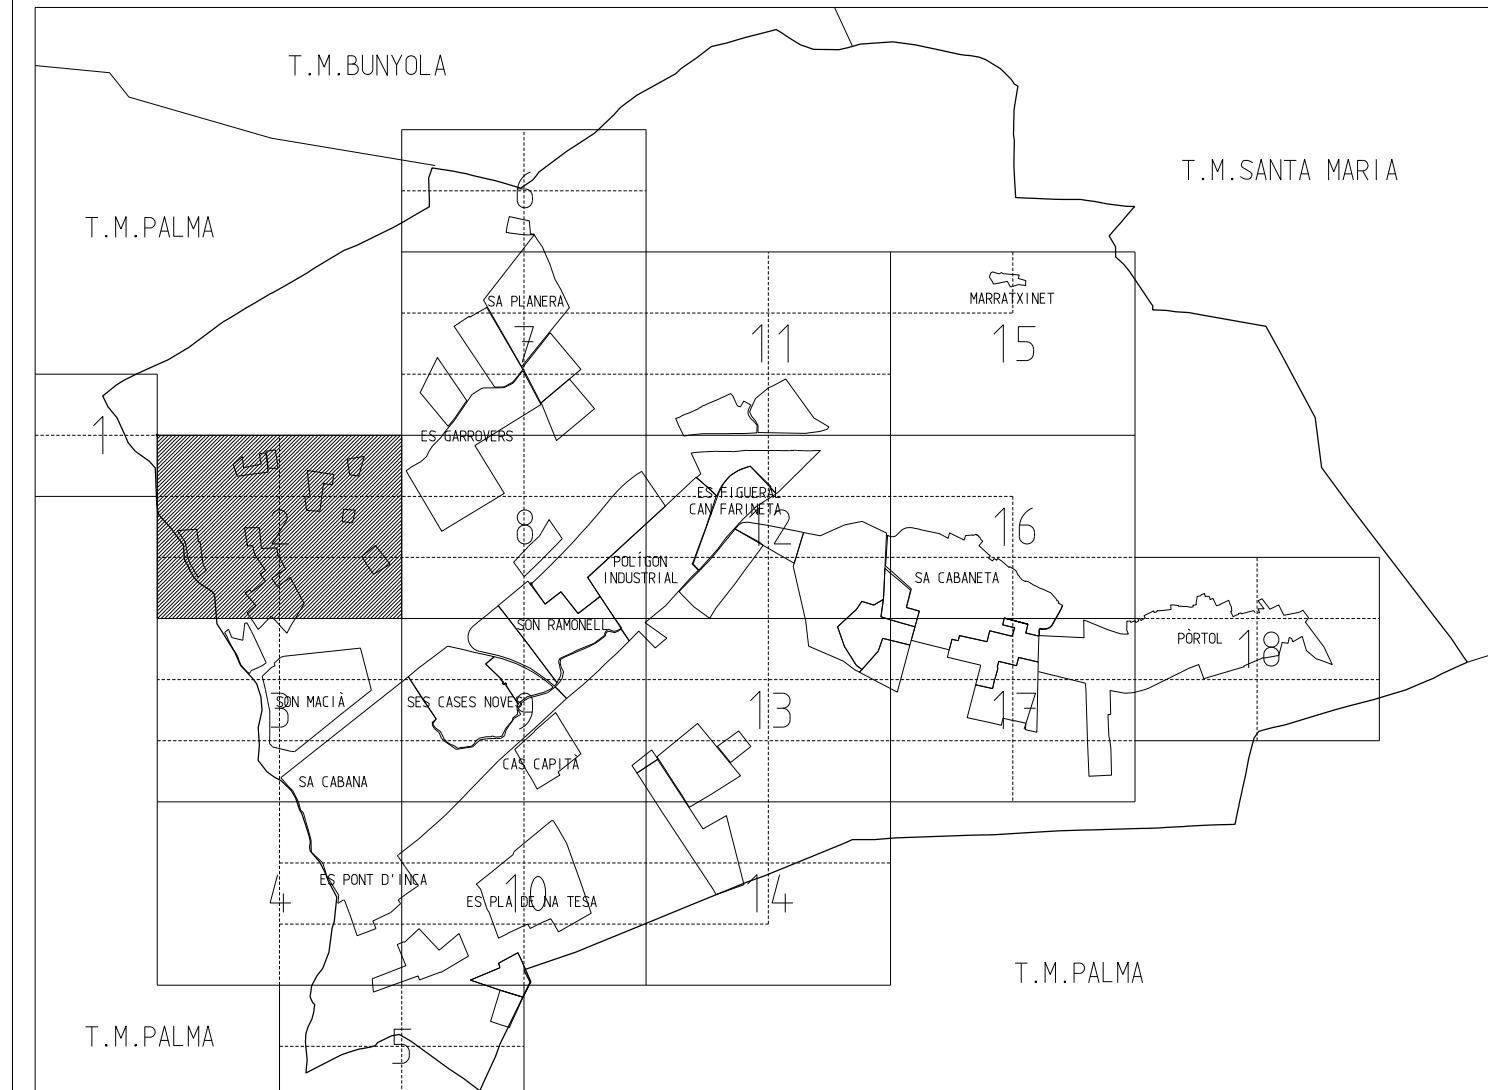 T.M.BUNYOLA
T.M.SANTA MARIA
T.M.PALMA
6
SA PLANERA
MARRATXINET
7
11
15
1
ES GARROVERS
ES FIGUERAL
CAN FARINETA
2
8
12
16
POLÍGON
INDUSTRIAL
SA CABANETA
SON RAMONELL
PÒRTOL
18
SON MACIÀ
3
SES CASES NOVES
9
13
17
CAS CAPITÀ
SA CABANA
ES PONT D'INCA
4
10
14
ES PLA DE NA TESA
T.M.PALMA
T.M.PALMA
5